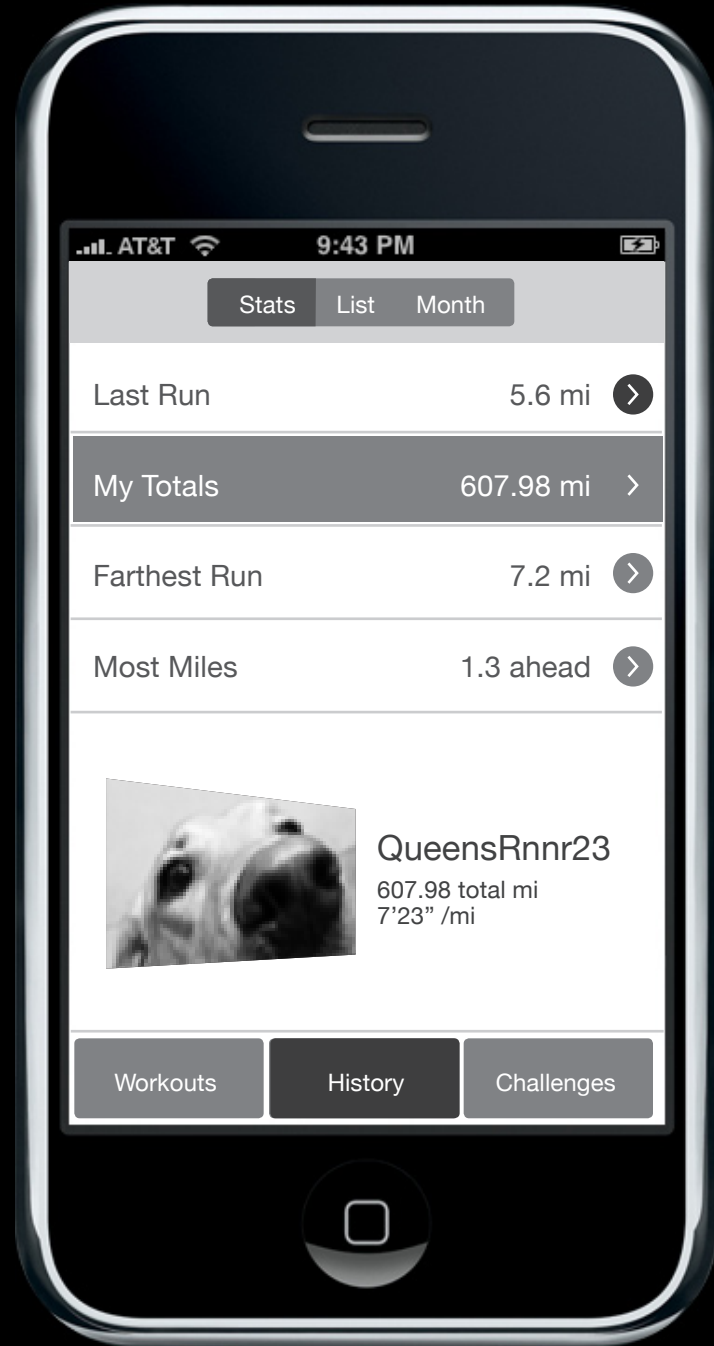 AT&T 9:43 PM
Stats List Month
Last Run 5.6 mi
My Totals 607.98 mi
Farthest Run 7.2 mi
Most Miles 1.3 ahead
QueensRnnr23
607.98 total mi
7’23” /mi
Workouts History Challenges